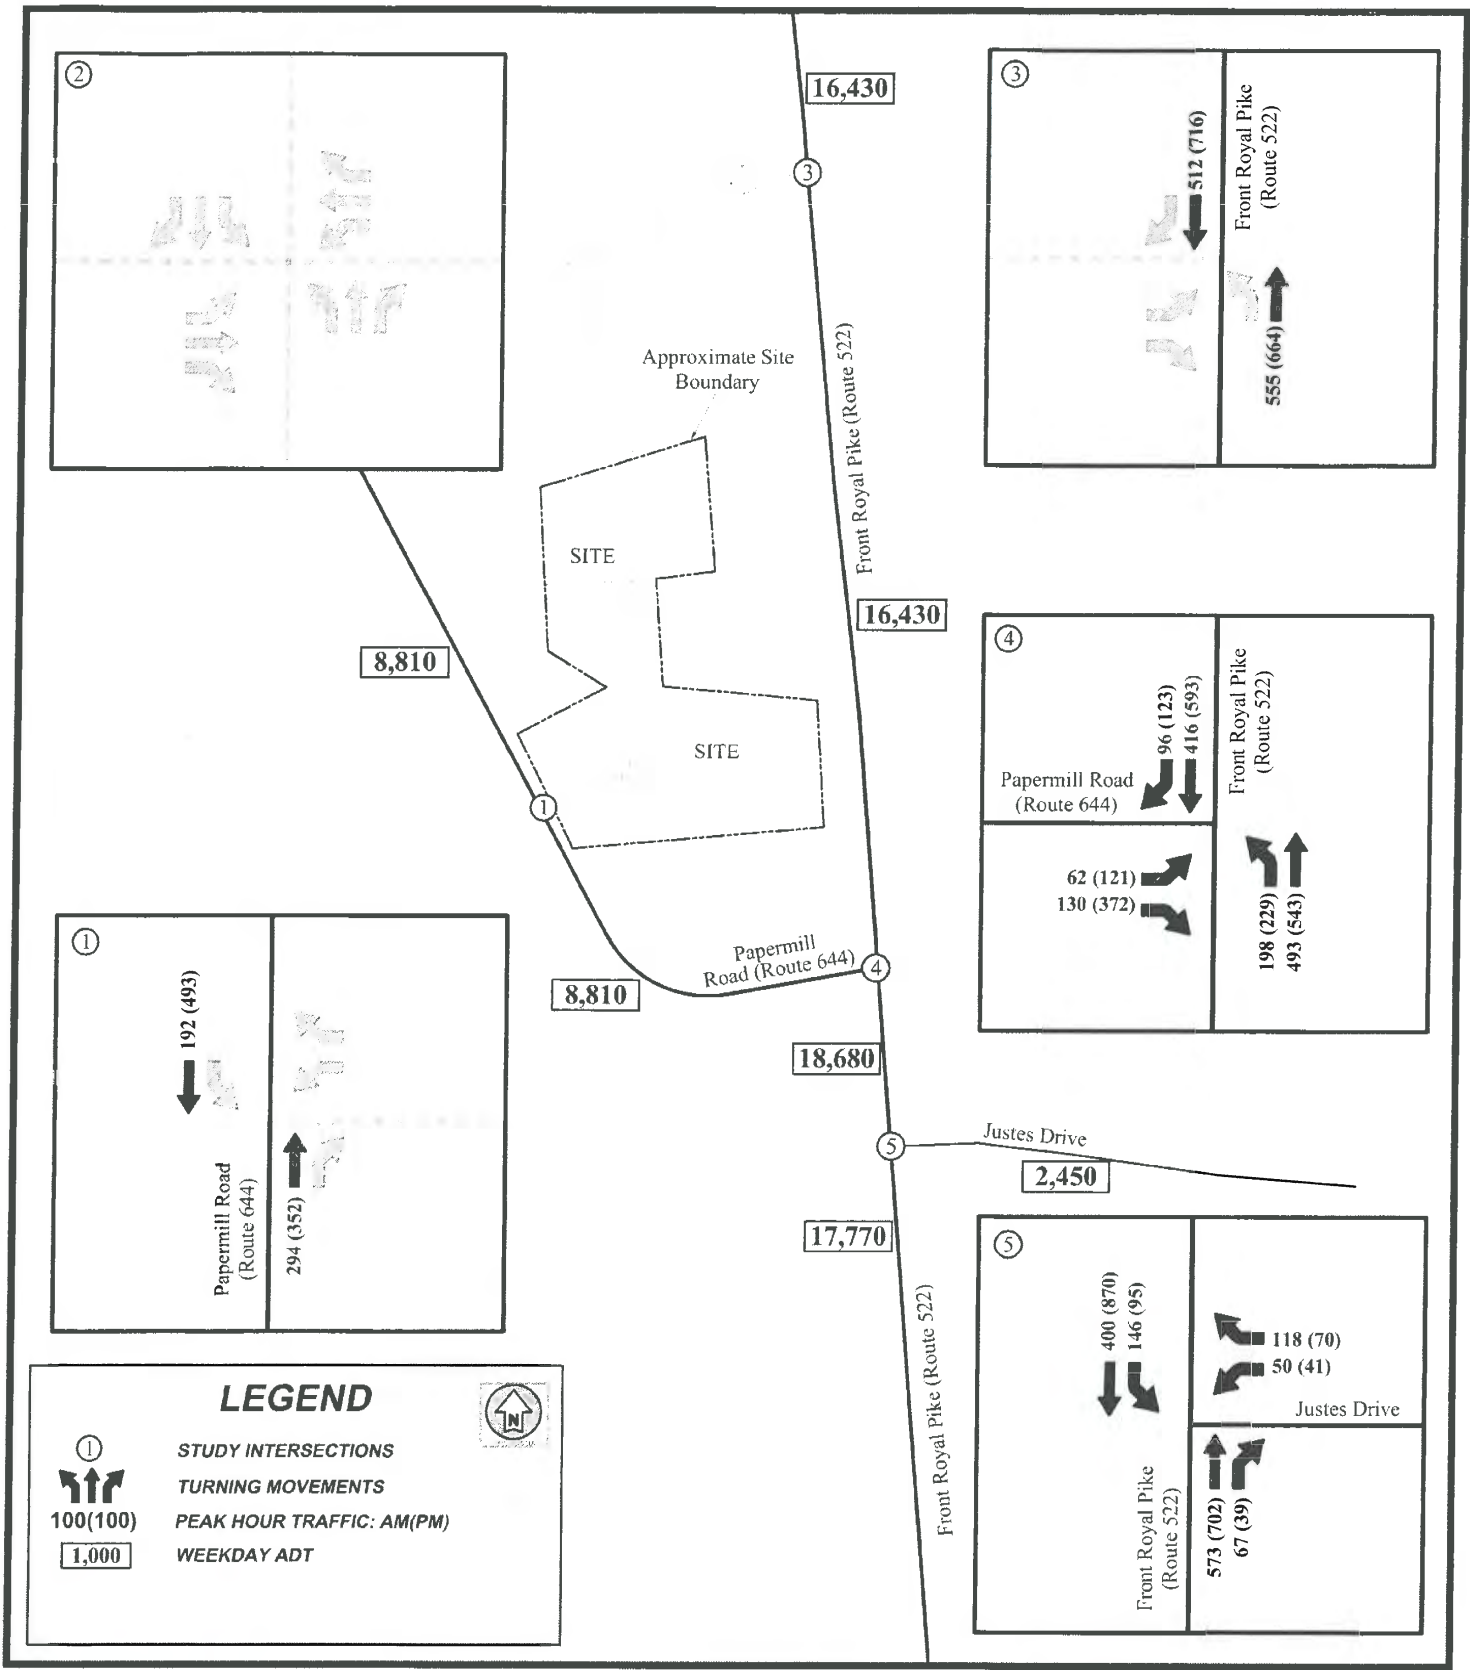 ②
16,430
③
③
512 (716)
Front Royal Pike
(Route 522)
555 (664)
Approximate Site
Boundary
Front Royal Pike (Route 522)
SITE
16,430
8,810
SITE
①
④
96 (123)
416 (593)
Front Royal Pike
(Route 522)
Papermill Road
(Route 644)
62 (121)
130 (372)
198 (229)
493 (543)
Papermill
Road (Route 644)
④
8,810
18,680
①
192 (493)
Papermill Road
(Route 644)
294 (352)
⑤
Justes Drive
2,450
17,770
Front Royal Pike (Route 522)
⑤
400 (870)
146 (95)
118 (70)
50 (41)
Justes Drive
Front Royal Pike
(Route 522)
573 (702)
67 (39)
LEGEND
N
① STUDY INTERSECTIONS
TURNING MOVEMENTS
100(100) PEAK HOUR TRAFFIC: AM(PM)
1,000 WEEKDAY ADT